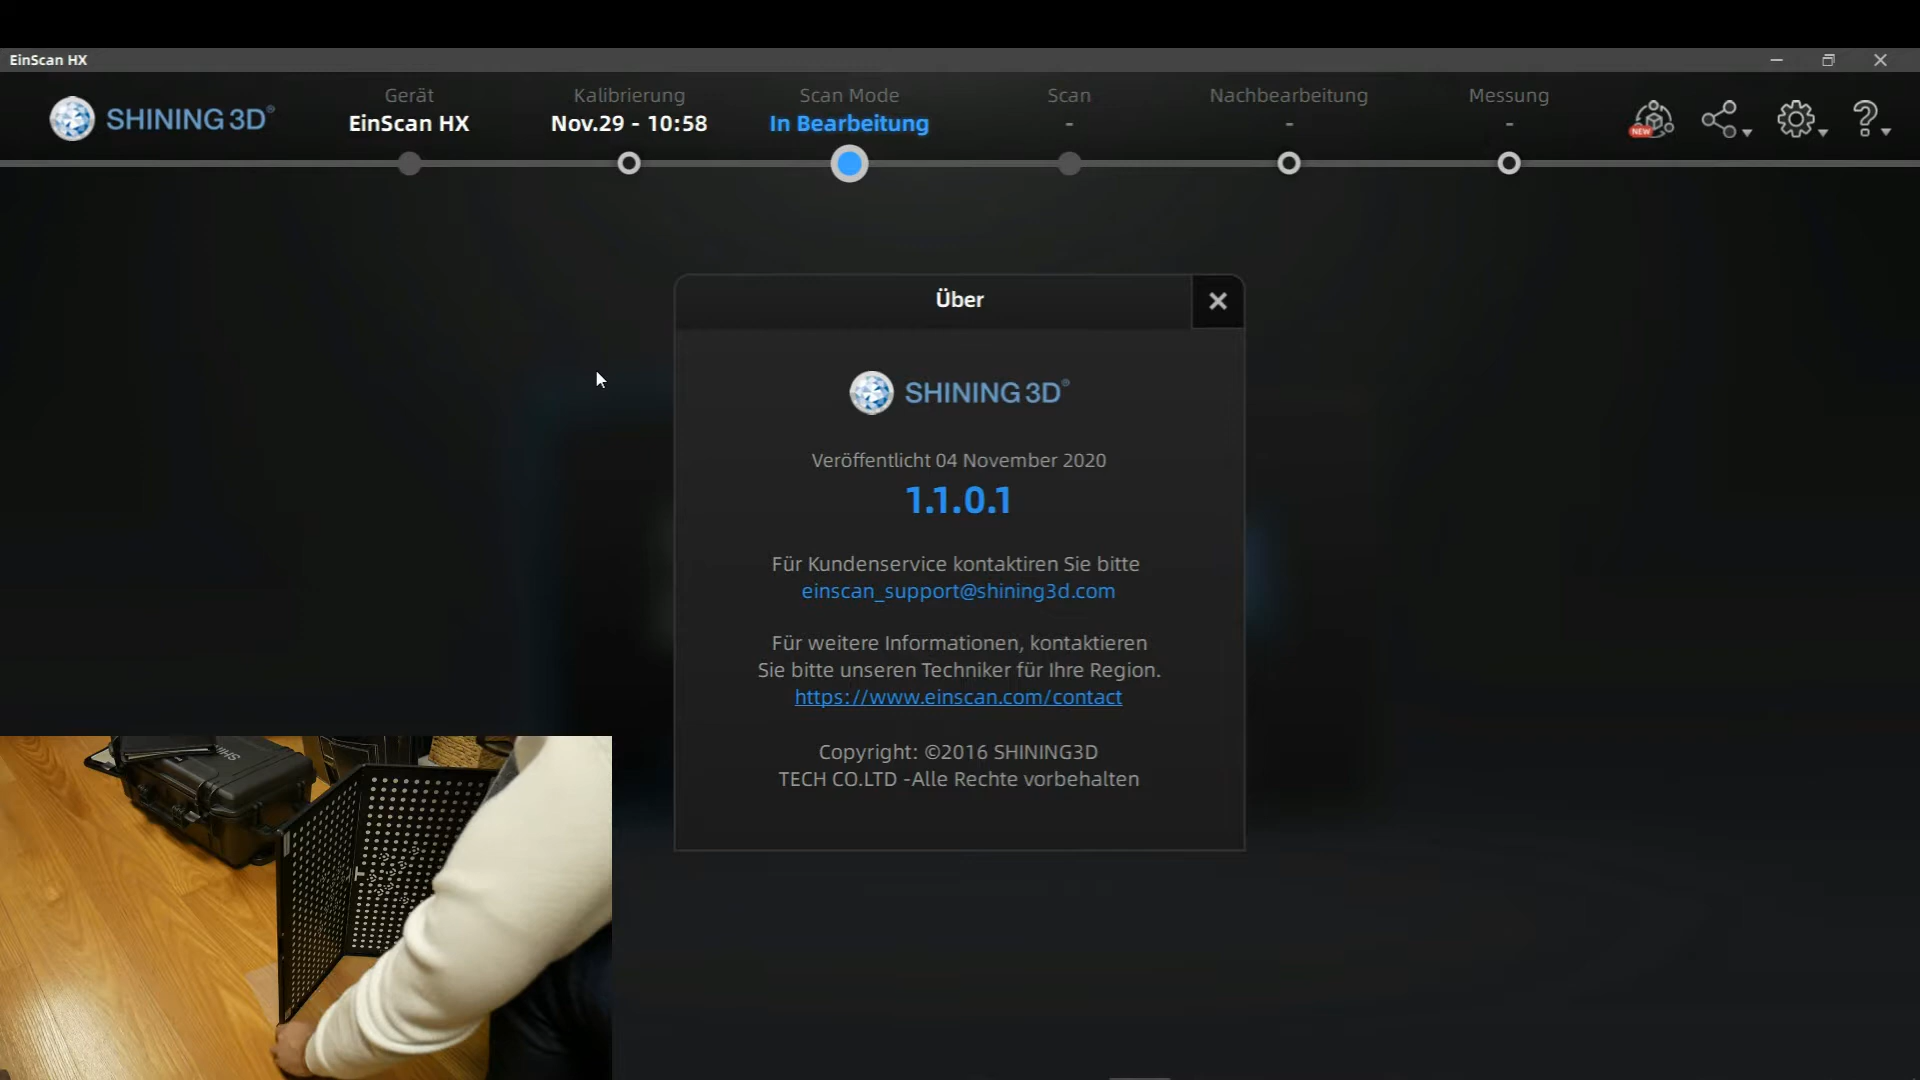 EinScan HX
SHINING 3D®
Gerät
EinScan HX
Kalibrierung
Nov.29 - 10:58
Scan Mode
In Bearbeitung
Scan
-
Nachbearbeitung
-
Messung
-
NEW
Über
SHINING 3D®
Veröffentlicht 04 November 2020
1.1.0.1
Für Kundenservice kontaktiren Sie bitte
einscan_support@shining3d.com
Für weitere Informationen, kontaktieren
Sie bitte unseren Techniker für Ihre Region.
https://www.einscan.com/contact
Copyright: ©2016 SHINING3D
TECH CO.LTD -Alle Rechte vorbehalten